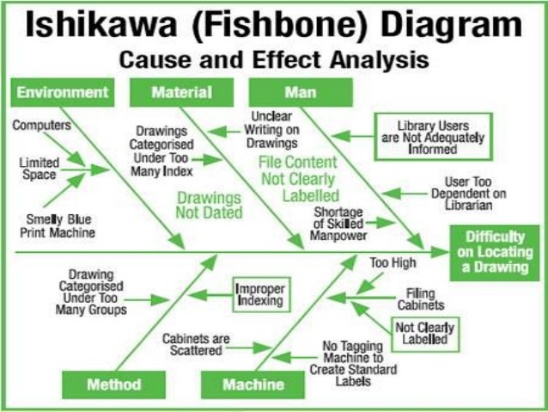 Ishikawa (Fishbone) Diagram
Cause and Effect Analysis
Environment
Material
Man
Computers
Limited
Space
Smelly Blue
Print Machine
Drawings
Categorised
Under Too
Many Index
Drawings
Not Dated
Unclear
Writing on
Drawings
File Content
Not Clearly
Labelled
Shortage
of Skilled
Manpower
Library Users
are Not Adequately
Informed
User Too
Dependent on
Librarian
Difficulty
on Locating
a Drawing
Drawing
Categorised
Under Too
Many Groups
Improper
Indexing
Cabinets are
Scattered
Too High
Filing
Cabinets
Not Clearly
Labelled
No Tagging
Machine to
Create Standard
Labels
Method
Machine